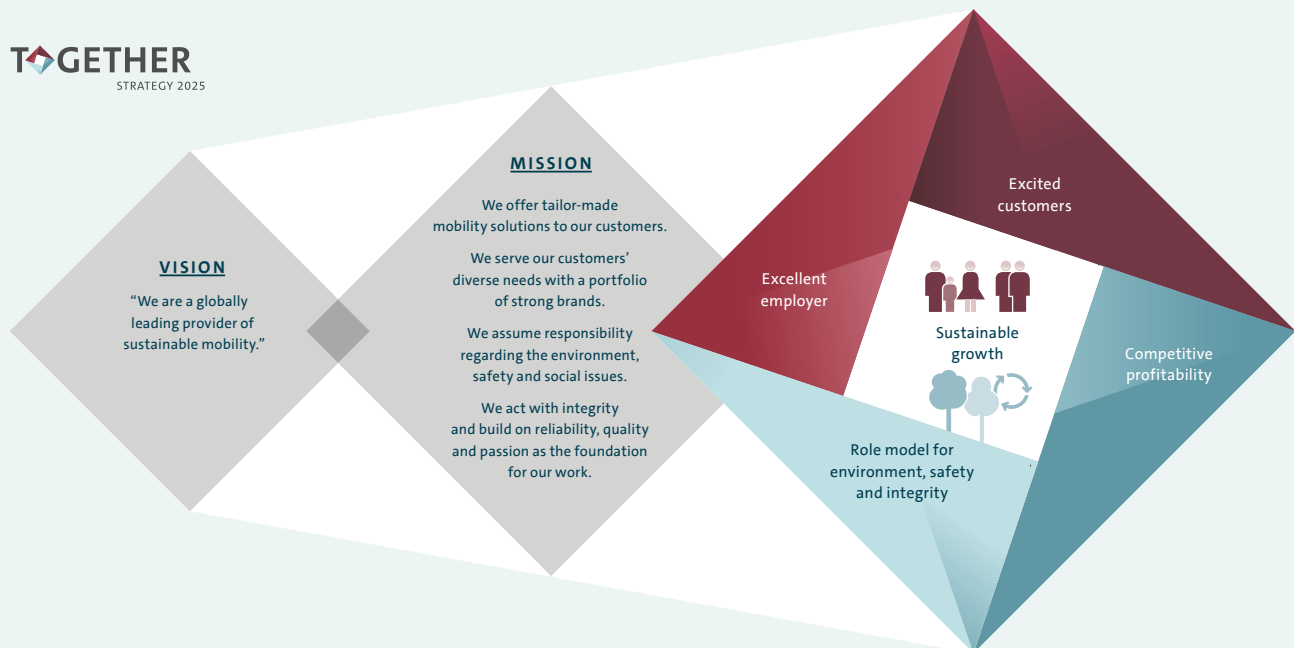 TOGETHER
STRATEGY 2025
VISION
“We are a globally
leading provider of
sustainable mobility.”
MISSION
We offer tailor-made
mobility solutions to our customers.
We serve our customers’
diverse needs with a portfolio
of strong brands.
We assume responsibility
regarding the environment,
safety and social issues.
We act with integrity
and build on reliability, quality
and passion as the foundation
for our work.
Excited
customers
Excellent
employer
Sustainable
growth
Competitive
profitability
Role model for
environment, safety
and integrity